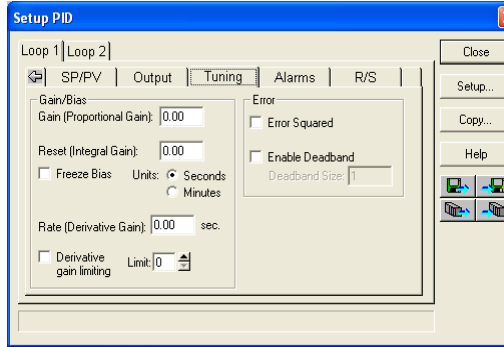 Setup PID
Loop 1 Loop 2
SP/PV Output Tuning Alarms R/S
Gain/Bias
Gain (Proportional Gain): 0.00
Reset (Integral Gain): 0.00
Freeze Bias Units: Seconds
Minutes
Rate (Derivative Gain): 0.00 sec.
Derivative
gain limiting Limit: 0
Error
Error Squared
Enable Deadband
Deadband Size: 1
Close
Setup...
Copy...
Help